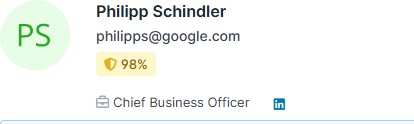 PS
Philipp Schindler
philipps@google.com
98%
Chief Business Officer in